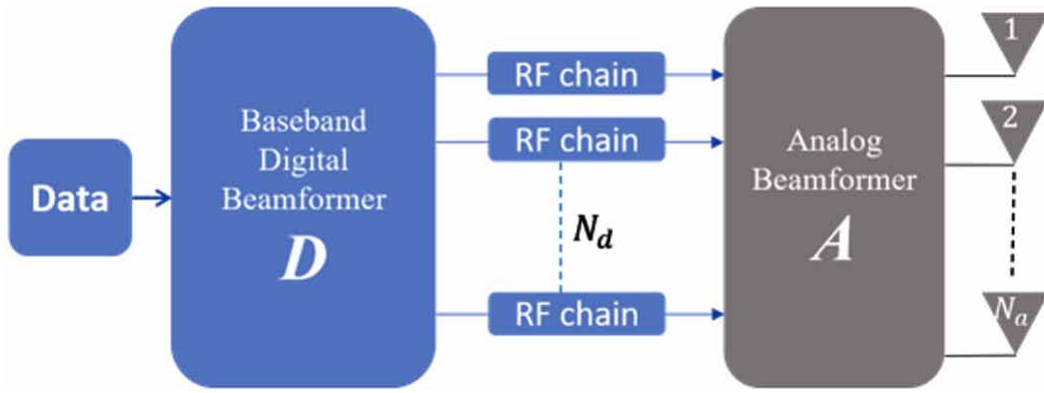 Data
Baseband
Digital
Beamformer
D
RF chain
RF chain
N_d
RF chain
Analog
Beamformer
A
1
2
N_a